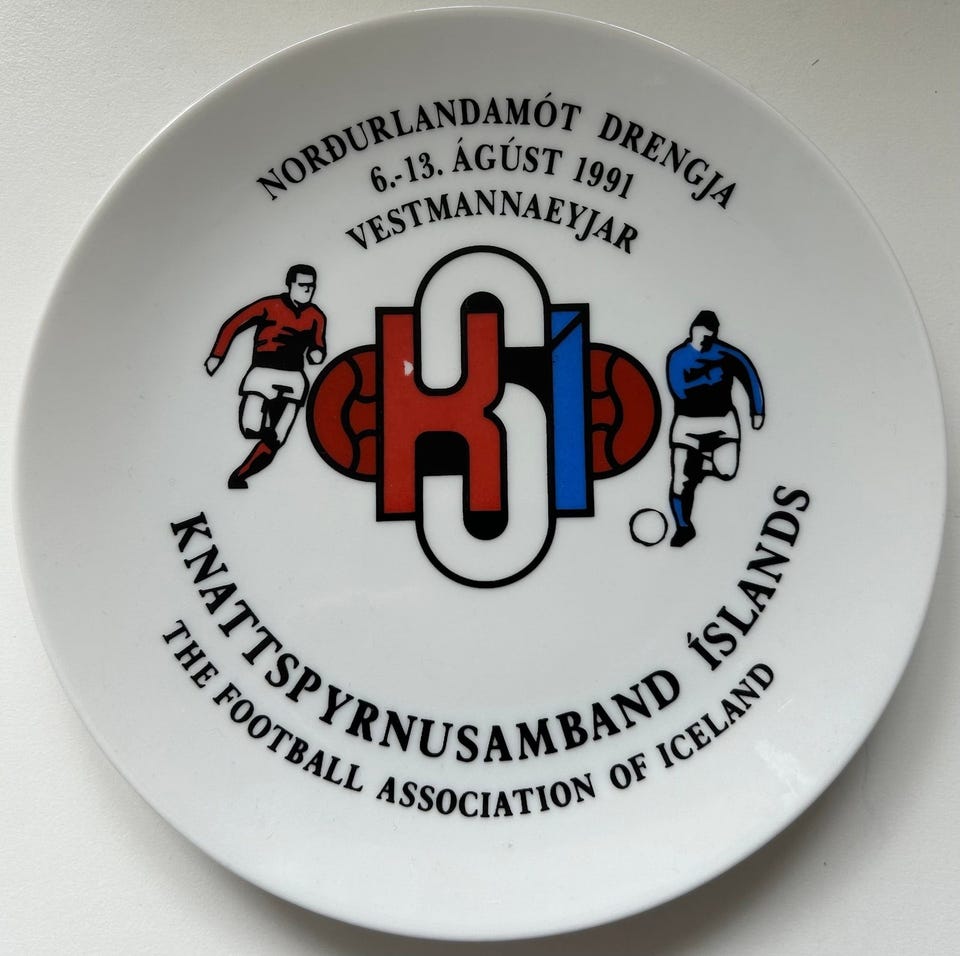 NORÐURLANDAMÓT DRENGJA
6.-13. ÁGÚST 1991
VESTMANNAEYJAR
KSÍ
KNATTSPYRNUSAMBAND ÍSLANDS
THE FOOTBALL ASSOCIATION OF ICELAND